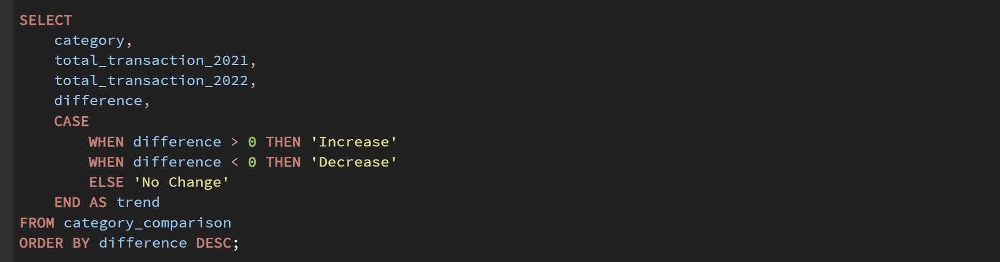 SELECT
    category,
    total_transaction_2021,
    total_transaction_2022,
    difference,
    CASE
        WHEN difference > 0 THEN 'Increase'
        WHEN difference < 0 THEN 'Decrease'
        ELSE 'No Change'
    END AS trend
FROM category_comparison
ORDER BY difference DESC;